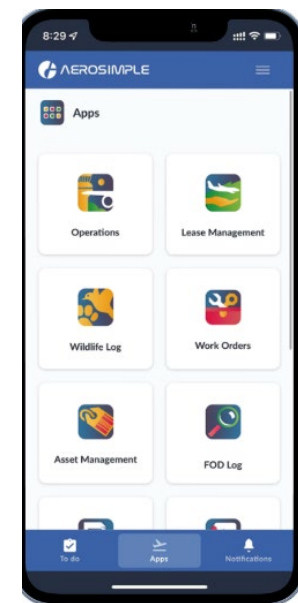 8:29
AEROSIMPLE
Apps
Operations
Lease Management
Wildlife Log
Work Orders
Asset Management
FOD Log
To do
Apps
Notifications